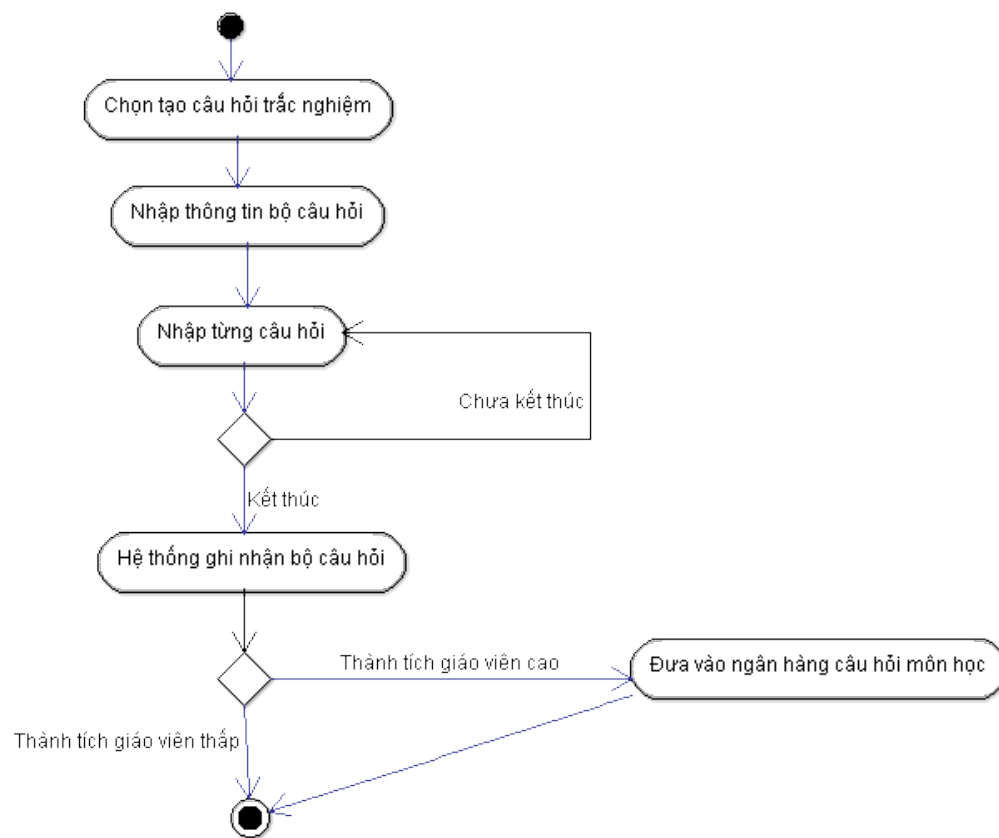 Chọn tạo câu hỏi trắc nghiệm
Nhập thông tin bộ câu hỏi
Nhập từng câu hỏi
Chưa kết thúc
Kết thúc
Hệ thống ghi nhận bộ câu hỏi
Thành tích giáo viên cao
Đưa vào ngân hàng câu hỏi môn học
Thành tích giáo viên thấp